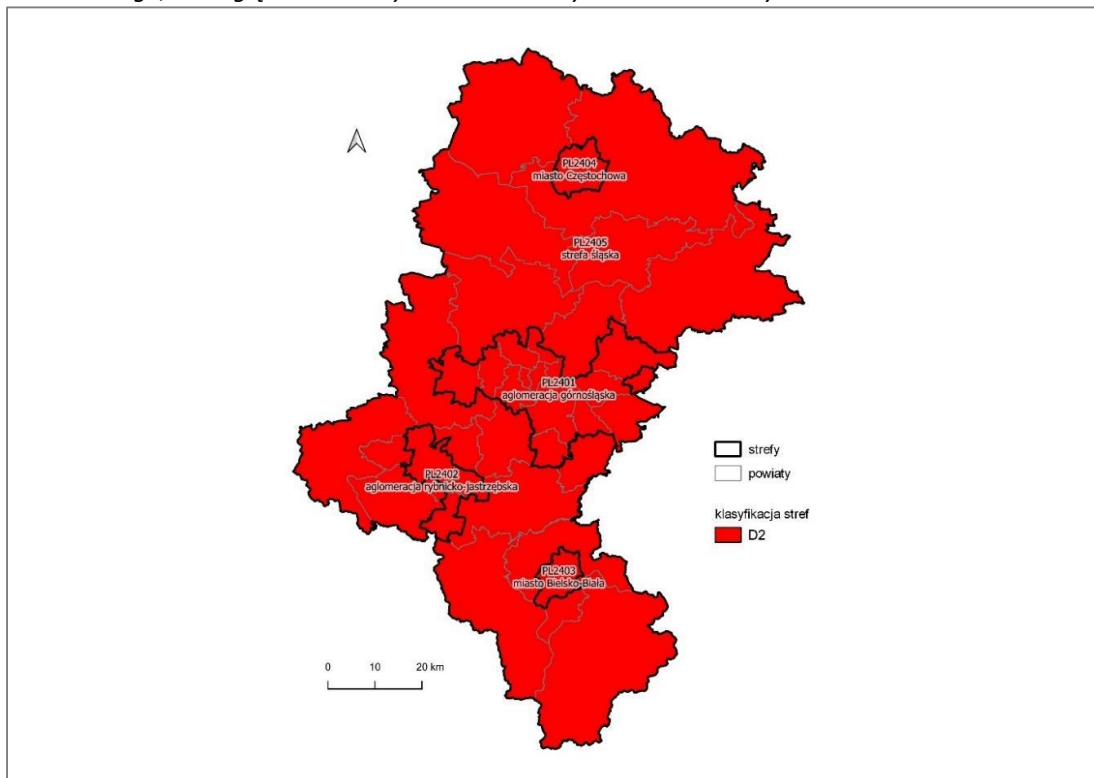 PL2404
miasto Częstochowa
PL2405
strefa śląska
PL2401
aglomeracja górnośląska
strefy
powiaty
PL2402
aglomeracja rybnicko-jastrzębska
klasyfikacja stref
D2
PL2403
miasto Bielsko-Biała
0 10 20 km